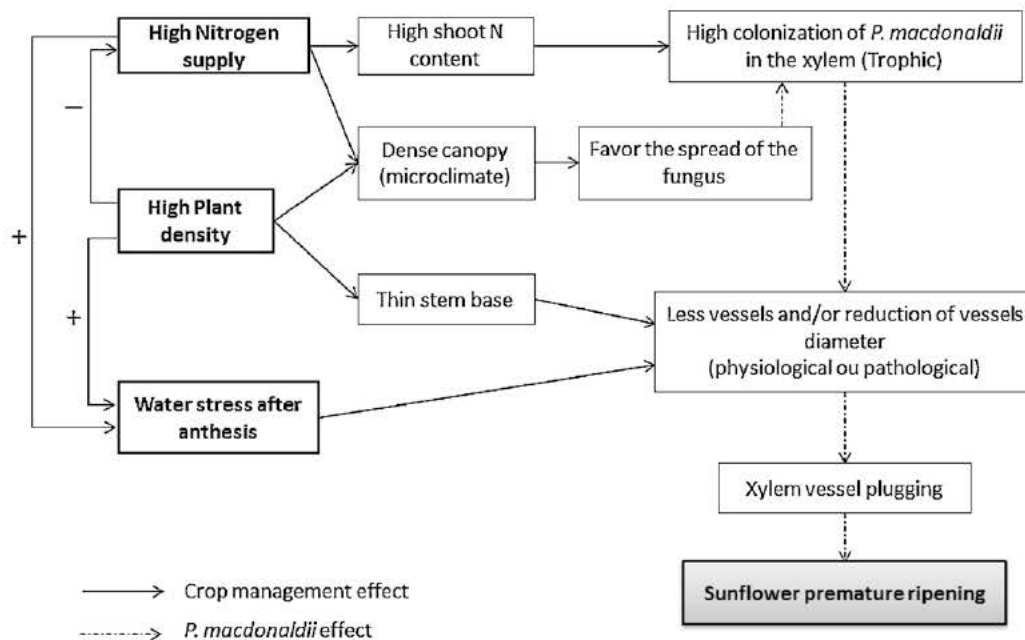 High Nitrogen
supply
High shoot N
content
High colonization of P. macdonaldii
in the xylem (Trophic)
−
Dense canopy
(microclimate)
Favor the spread of the
fungus
High Plant
density
+
+
Thin stem base
Less vessels and/or reduction of vessels
diameter
(physiological ou pathological)
Water stress after
anthesis
Xylem vessel plugging
Sunflower premature ripening
Crop management effect
P. macdonaldii effect